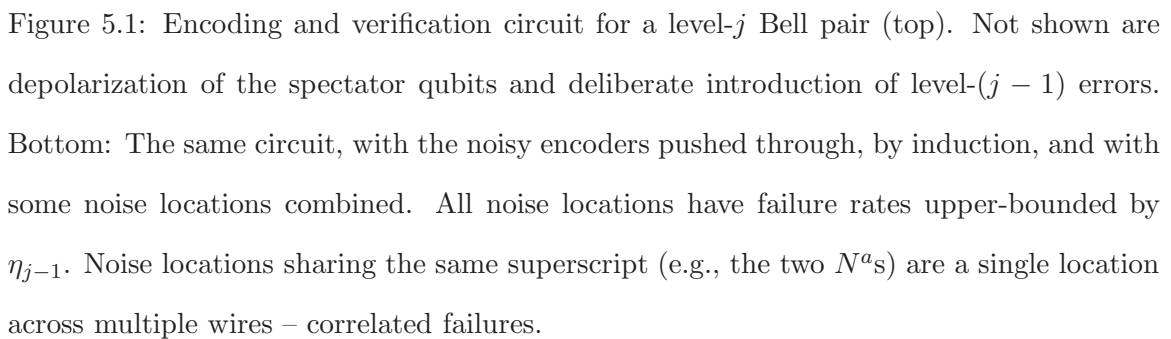 Figure 5.1: Encoding and verification circuit for a level-j Bell pair (top). Not shown are
depolarization of the spectator qubits and deliberate introduction of level-(j − 1) errors.
Bottom: The same circuit, with the noisy encoders pushed through, by induction, and with
some noise locations combined. All noise locations have failure rates upper-bounded by
ηj−1. Noise locations sharing the same superscript (e.g., the two Nᵃs) are a single location
across multiple wires – correlated failures.